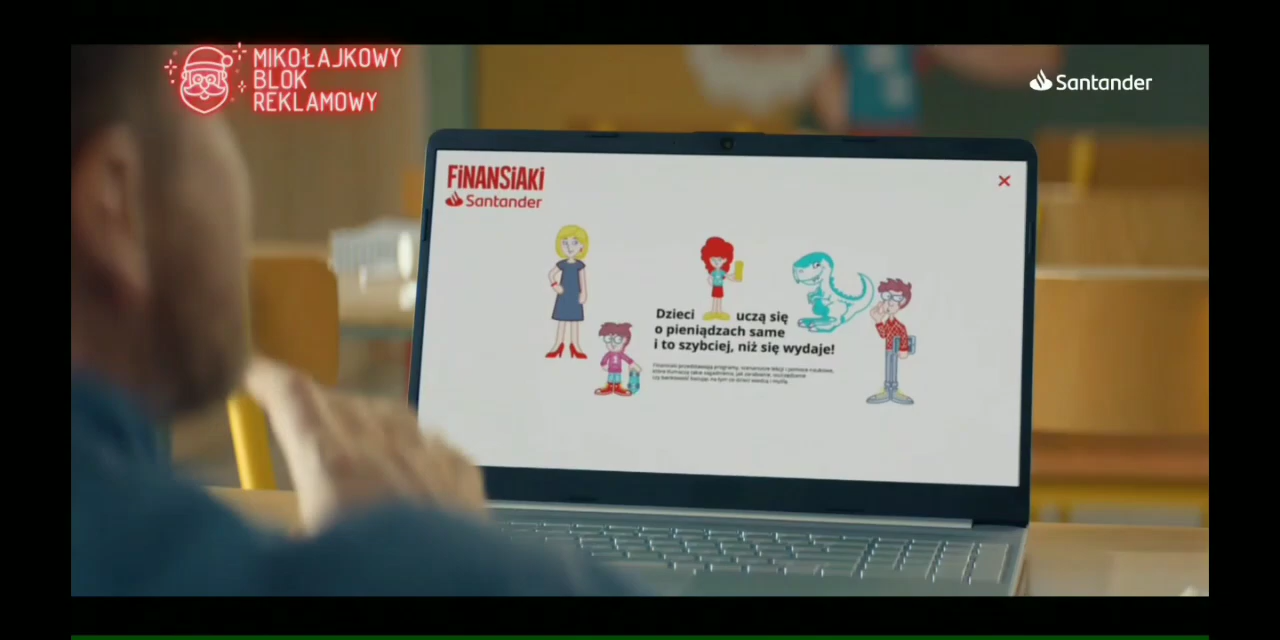 MIKOŁAJKOWY
BLOK
REKLAMOWY
Santander
FiNANSiAKi
Santander
Dzieci uczą się
o pieniądzach same
i to szybciej, niż się wydaje!